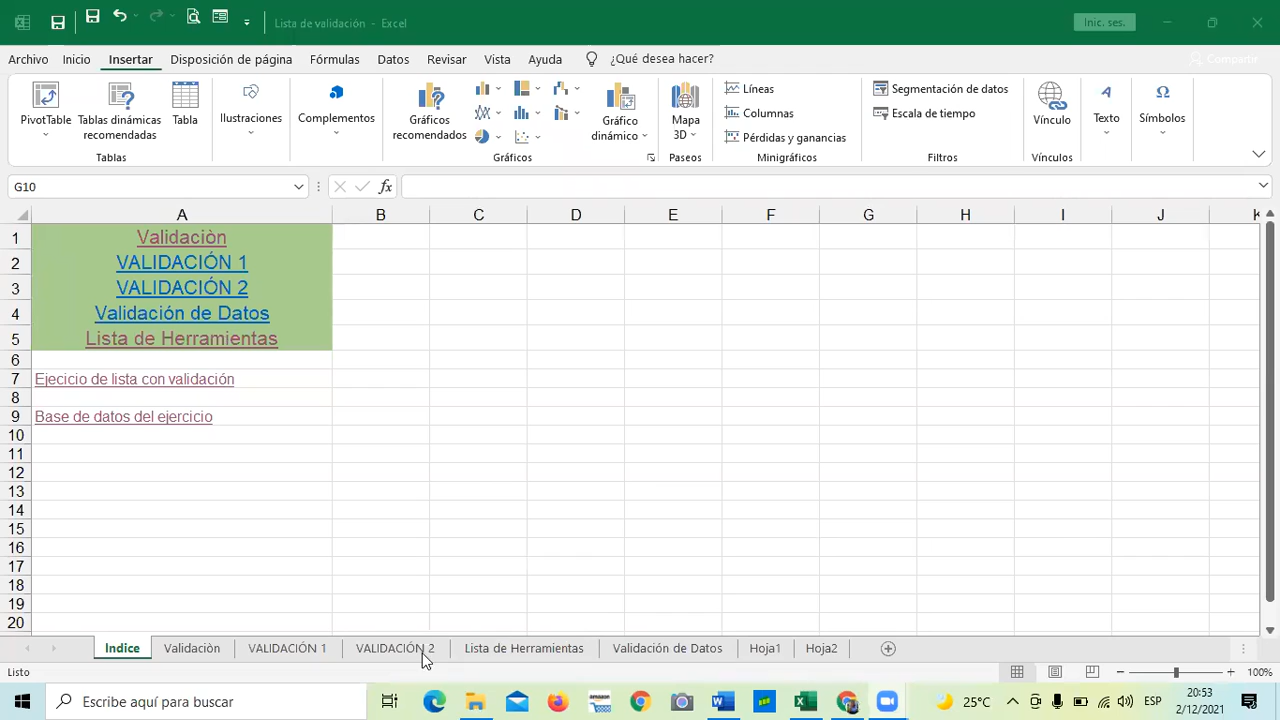 Lista de validación - Excel
Inic. ses.
Archivo Inicio Insertar Disposición de página Fórmulas Datos Revisar Vista Ayuda ¿Qué desea hacer? Compartir
PivotTable
Tablas dinámicas
recomendadas
Tabla
Tablas
Ilustraciones
Complementos
Gráficos
recomendados
Gráfico
dinámico
Gráficos
Mapa
3D
Paseos
Líneas
Columnas
Pérdidas y ganancias
Minigráficos
Segmentación de datos
Escala de tiempo
Filtros
Vínculo
Vínculos
Texto
Símbolos
G10
fx
A B C D E F G H I J K
1 Validaciòn
2 VALIDACIÓN 1
3 VALIDACIÓN 2
4 Validación de Datos
5 Lista de Herramientas
6
7 Ejecicio de lista con validación
8
9 Base de datos del ejercicio
10
11
12
13
14
15
16
17
18
19
20
Indice Validaciòn VALIDACIÓN 1 VALIDACIÓN 2 Lista de Herramientas Validación de Datos Hoja1 Hoja2
Listo
100%
Escribe aquí para buscar
amazon
25°C
ESP
20:53
2/12/2021